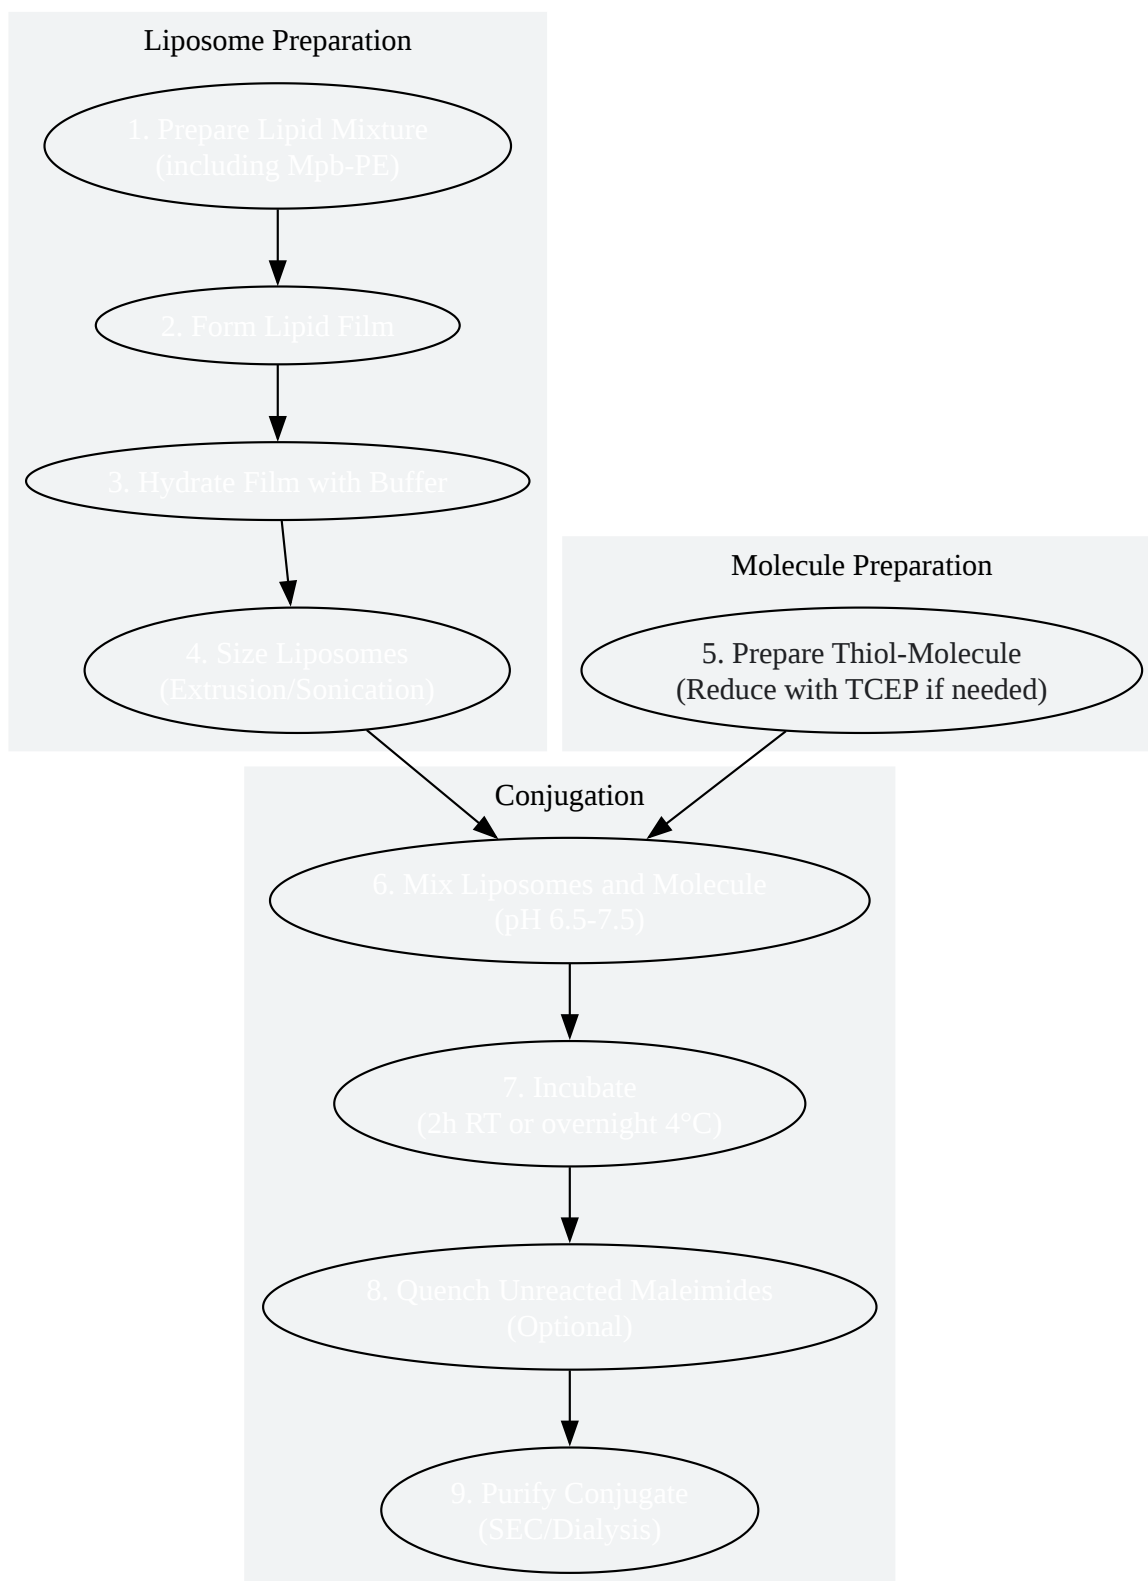 Liposome Preparation
1. Prepare Lipid Mixture
(including Mpb-PE)
2. Form Lipid Film
3. Hydrate Film with Buffer
4. Size Liposomes
(Extrusion/Sonication)
Molecule Preparation
5. Prepare Thiol-Molecule
(Reduce with TCEP if needed)
Conjugation
6. Mix Liposomes and Molecule
(pH 6.5-7.5)
7. Incubate
(2h RT or overnight 4°C)
8. Quench Unreacted Maleimides
(Optional)
9. Purify Conjugate
(SEC/Dialysis)